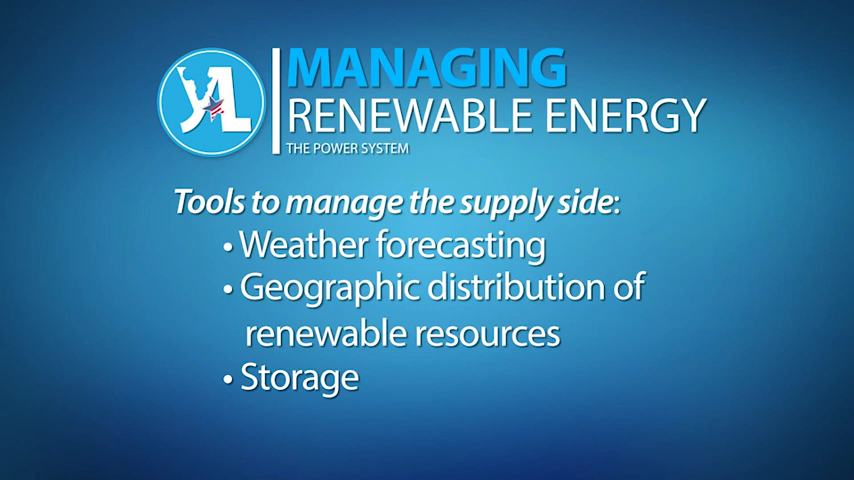 YAL
MANAGING
RENEWABLE ENERGY
THE POWER SYSTEM
Tools to manage the supply side:
• Weather forecasting
• Geographic distribution of
renewable resources
• Storage